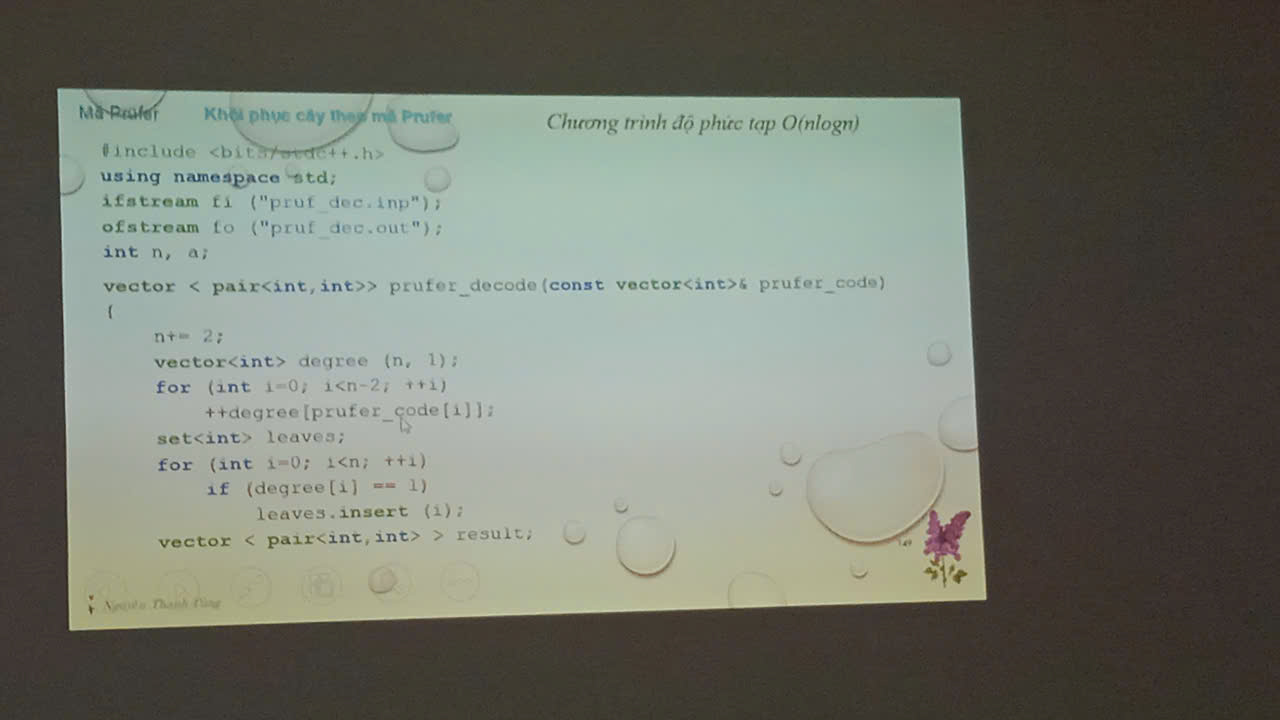 Mã Prufer
Khôi phục cây theo mã Prufer
Chương trình độ phức tạp O(nlogn)
#include <bits/stdc++.h>
using namespace std;
ifstream fi ("pruf_dec.inp");
ofstream fo ("pruf_dec.out");
int n, a;
vector < pair<int,int>> prufer_decode(const vector<int>& prufer_code)
{
n+= 2;
vector<int> degree (n, 1);
for (int i=0; i<n-2; ++i)
++degree[prufer_code[i]];
set<int> leaves;
for (int i=0; i<n; ++i)
if (degree[i] == 1)
leaves.insert (i);
vector < pair<int,int> > result;
149
Nguyễn Thanh Tùng